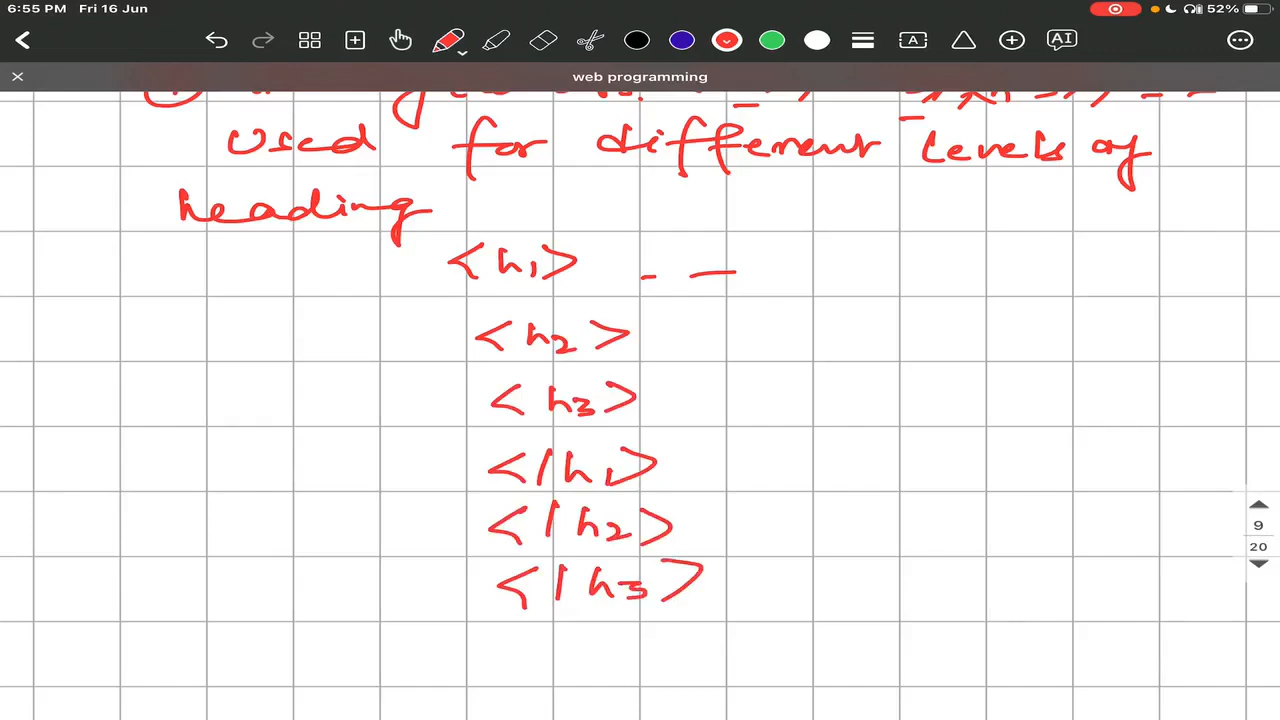 6:55 PM Fri 16 Jun 52%
A AI
web programming
used for different levels of
heading
<h1> - -
<h2>
<h3>
</h1>
</h2>
</h3>
9
20